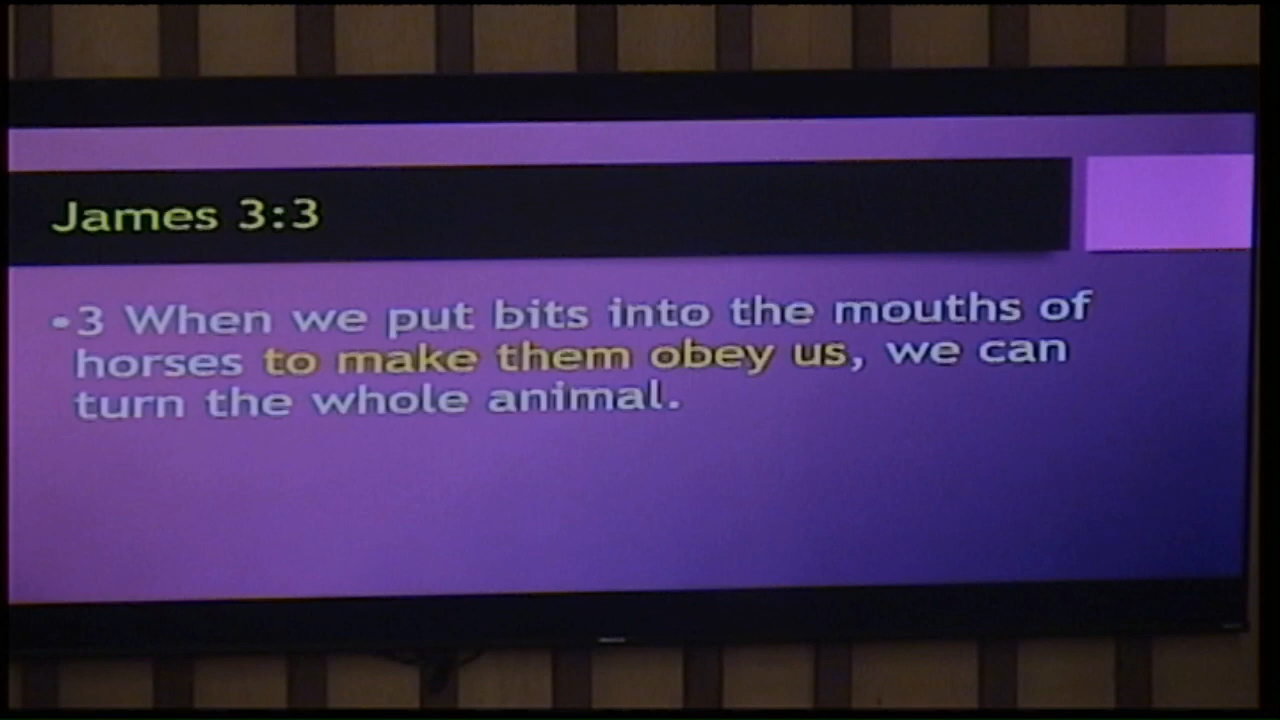 James 3:3
•3 When we put bits into the mouths of
horses to make them obey us, we can
turn the whole animal.